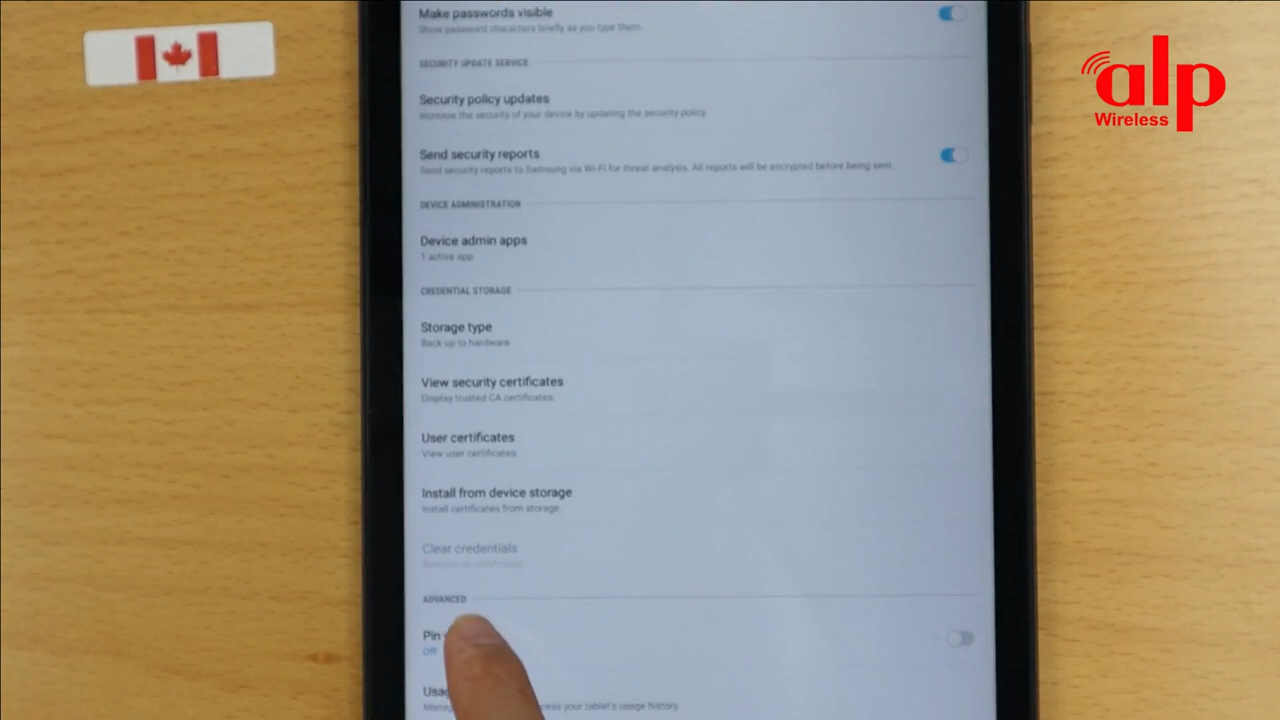 Make passwords visible
Show password characters briefly as you type them.
SECURITY UPDATE SERVICE
Security policy updates
Increase the security of your device by updating the security policy.
Send security reports
Send security reports to Samsung via Wi-Fi for threat analysis. All reports will be encrypted before being sent.
DEVICE ADMINISTRATION
Device admin apps
1 active app
CREDENTIAL STORAGE
Storage type
Back up to hardware
View security certificates
Display trusted CA certificates.
User certificates
View user certificates.
Install from device storage
Install certificates from storage.
Clear credentials
Remove all certificates.
ADVANCED
Pin
Off
your tablet's usage history.
alp
Wireless